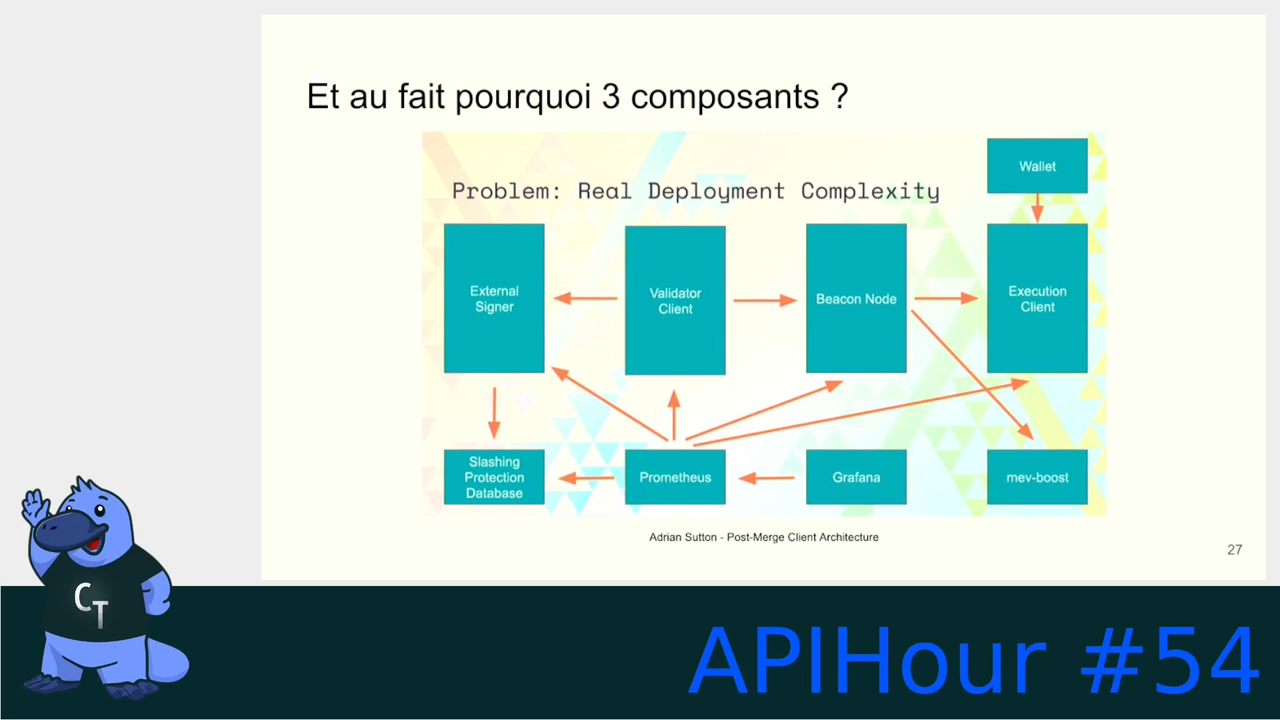 Et au fait pourquoi 3 composants ?
Problem: Real Deployment Complexity
Wallet
External
Signer
Validator
Client
Beacon Node
Execution
Client
Slashing
Protection
Database
Prometheus
Grafana
mev-boost
Adrian Sutton - Post-Merge Client Architecture
27
CT
APIHour #54